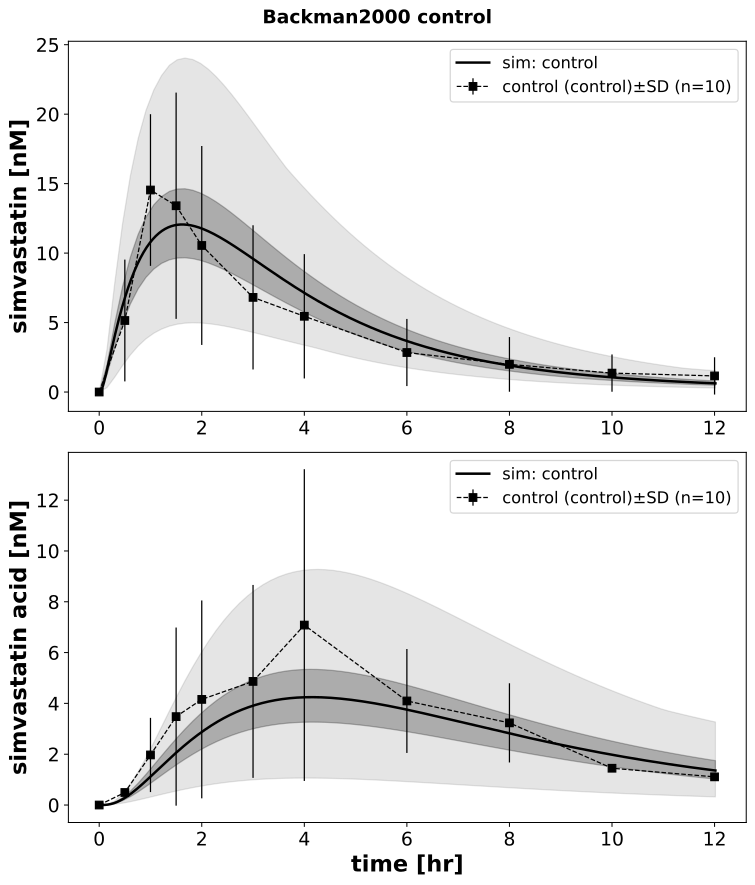 Backman2000 control
simvastatin [nM]
25
20
15
10
5
0
sim: control
control (control)±SD (n=10)
0 2 4 6 8 10 12
simvastatin acid [nM]
12
10
8
6
4
2
0
sim: control
control (control)±SD (n=10)
0 2 4 6 8 10 12
time [hr]